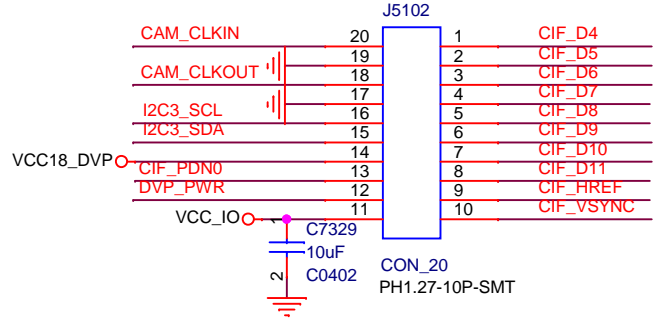 J5102
CAM_CLKIN 20 1 CIF_D4
19 2 CIF_D5
CAM_CLKOUT 18 3 CIF_D6
17 4 CIF_D7
I2C3_SCL 16 5 CIF_D8
I2C3_SDA 15 6 CIF_D9
VCC18_DVP 14 7 CIF_D10
CIF_PDN0 13 8 CIF_D11
DVP_PWR 12 9 CIF_HREF
VCC_IO 1 11 10 CIF_VSYNC
C7329
10uF
2 C0402
CON_20
PH1.27-10P-SMT